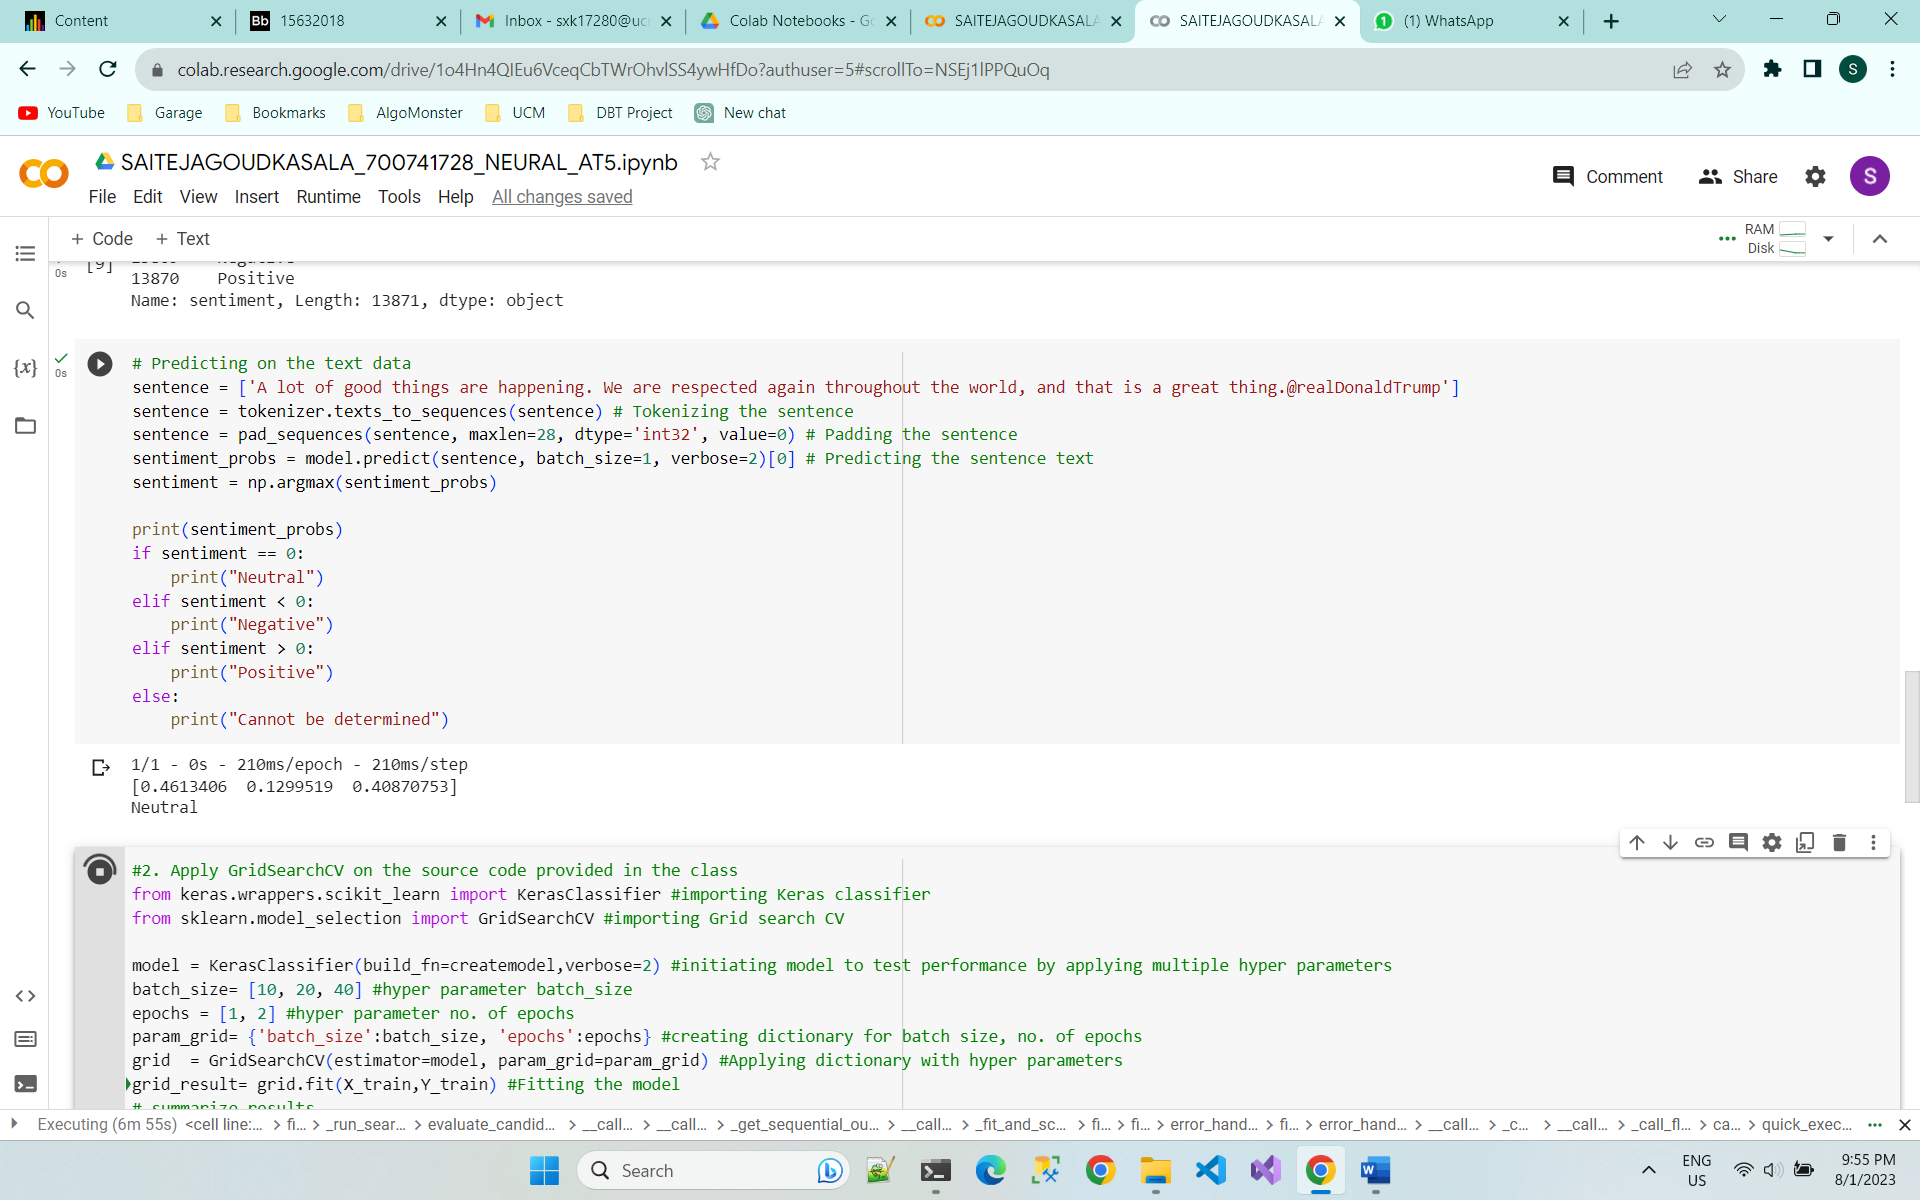 Content
Bb 15632018
Inbox - sxk17280@uc
Colab Notebooks - Go
SAITEJAGOUDKASALA
SAITEJAGOUDKASALA
(1) WhatsApp
colab.research.google.com/drive/1o4Hn4QIEu6VceqCbTWrOhvlSS4ywHfDo?authuser=5#scrollTo=NSEj1lPPQuOq
S
YouTube Garage Bookmarks AlgoMonster UCM DBT Project New chat
SAITEJAGOUDKASALA_700741728_NEURAL_AT5.ipynb
File Edit View Insert Runtime Tools Help All changes saved
Comment Share S
+ Code + Text
RAM
Disk
0s [9]
13870    Positive
Name: sentiment, Length: 13871, dtype: object
{x}
0s
# Predicting on the text data
sentence = ['A lot of good things are happening. We are respected again throughout the world, and that is a great thing.@realDonaldTrump']
sentence = tokenizer.texts_to_sequences(sentence) # Tokenizing the sentence
sentence = pad_sequences(sentence, maxlen=28, dtype='int32', value=0) # Padding the sentence
sentiment_probs = model.predict(sentence, batch_size=1, verbose=2)[0] # Predicting the sentence text
sentiment = np.argmax(sentiment_probs)
print(sentiment_probs)
if sentiment == 0:
    print("Neutral")
elif sentiment < 0:
    print("Negative")
elif sentiment > 0:
    print("Positive")
else:
    print("Cannot be determined")
1/1 - 0s - 210ms/epoch - 210ms/step
[0.4613406  0.1299519  0.40870753]
Neutral
#2. Apply GridSearchCV on the source code provided in the class
from keras.wrappers.scikit_learn import KerasClassifier #importing Keras classifier
from sklearn.model_selection import GridSearchCV #importing Grid search CV
model = KerasClassifier(build_fn=createmodel,verbose=2) #initiating model to test performance by applying multiple hyper parameters
batch_size= [10, 20, 40] #hyper parameter batch_size
epochs = [1, 2] #hyper parameter no. of epochs
param_grid= {'batch_size':batch_size, 'epochs':epochs} #creating dictionary for batch size, no. of epochs
grid  = GridSearchCV(estimator=model, param_grid=param_grid) #Applying dictionary with hyper parameters
grid_result= grid.fit(X_train,Y_train) #Fitting the model
# summarize results
Executing (6m 55s) <cell line:... > fi... > _run_sear... > evaluate_candid... > __call... > __call... > _get_sequential_ou... > __call... > _fit_and_sc... > fi... > fi... > error_hand... > fi... > error_hand... > __call... > _c... > __call... > _call_fl... > ca... > quick_exec...
Search
ENG
US
9:55 PM
8/1/2023